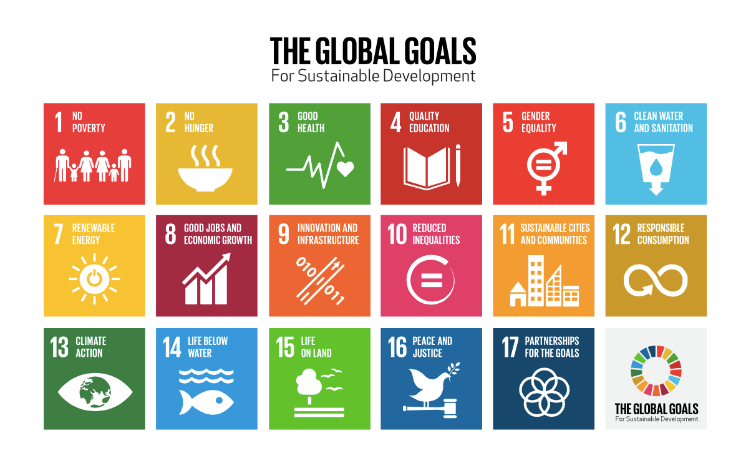 THE GLOBAL GOALS
For Sustainable Development
1 NO
POVERTY
2 NO
HUNGER
3 GOOD
HEALTH
4 QUALITY
EDUCATION
5 GENDER
EQUALITY
6 CLEAN WATER
AND SANITATION
7 RENEWABLE
ENERGY
8 GOOD JOBS AND
ECONOMIC GROWTH
9 INNOVATION AND
INFRASTRUCTURE
010
011
10 REDUCED
INEQUALITIES
11 SUSTAINABLE CITIES
AND COMMUNITIES
12 RESPONSIBLE
CONSUMPTION
13 CLIMATE
ACTION
14 LIFE BELOW
WATER
15 LIFE
ON LAND
16 PEACE AND
JUSTICE
17 PARTNERSHIPS
FOR THE GOALS
THE GLOBAL GOALS
For Sustainable Development